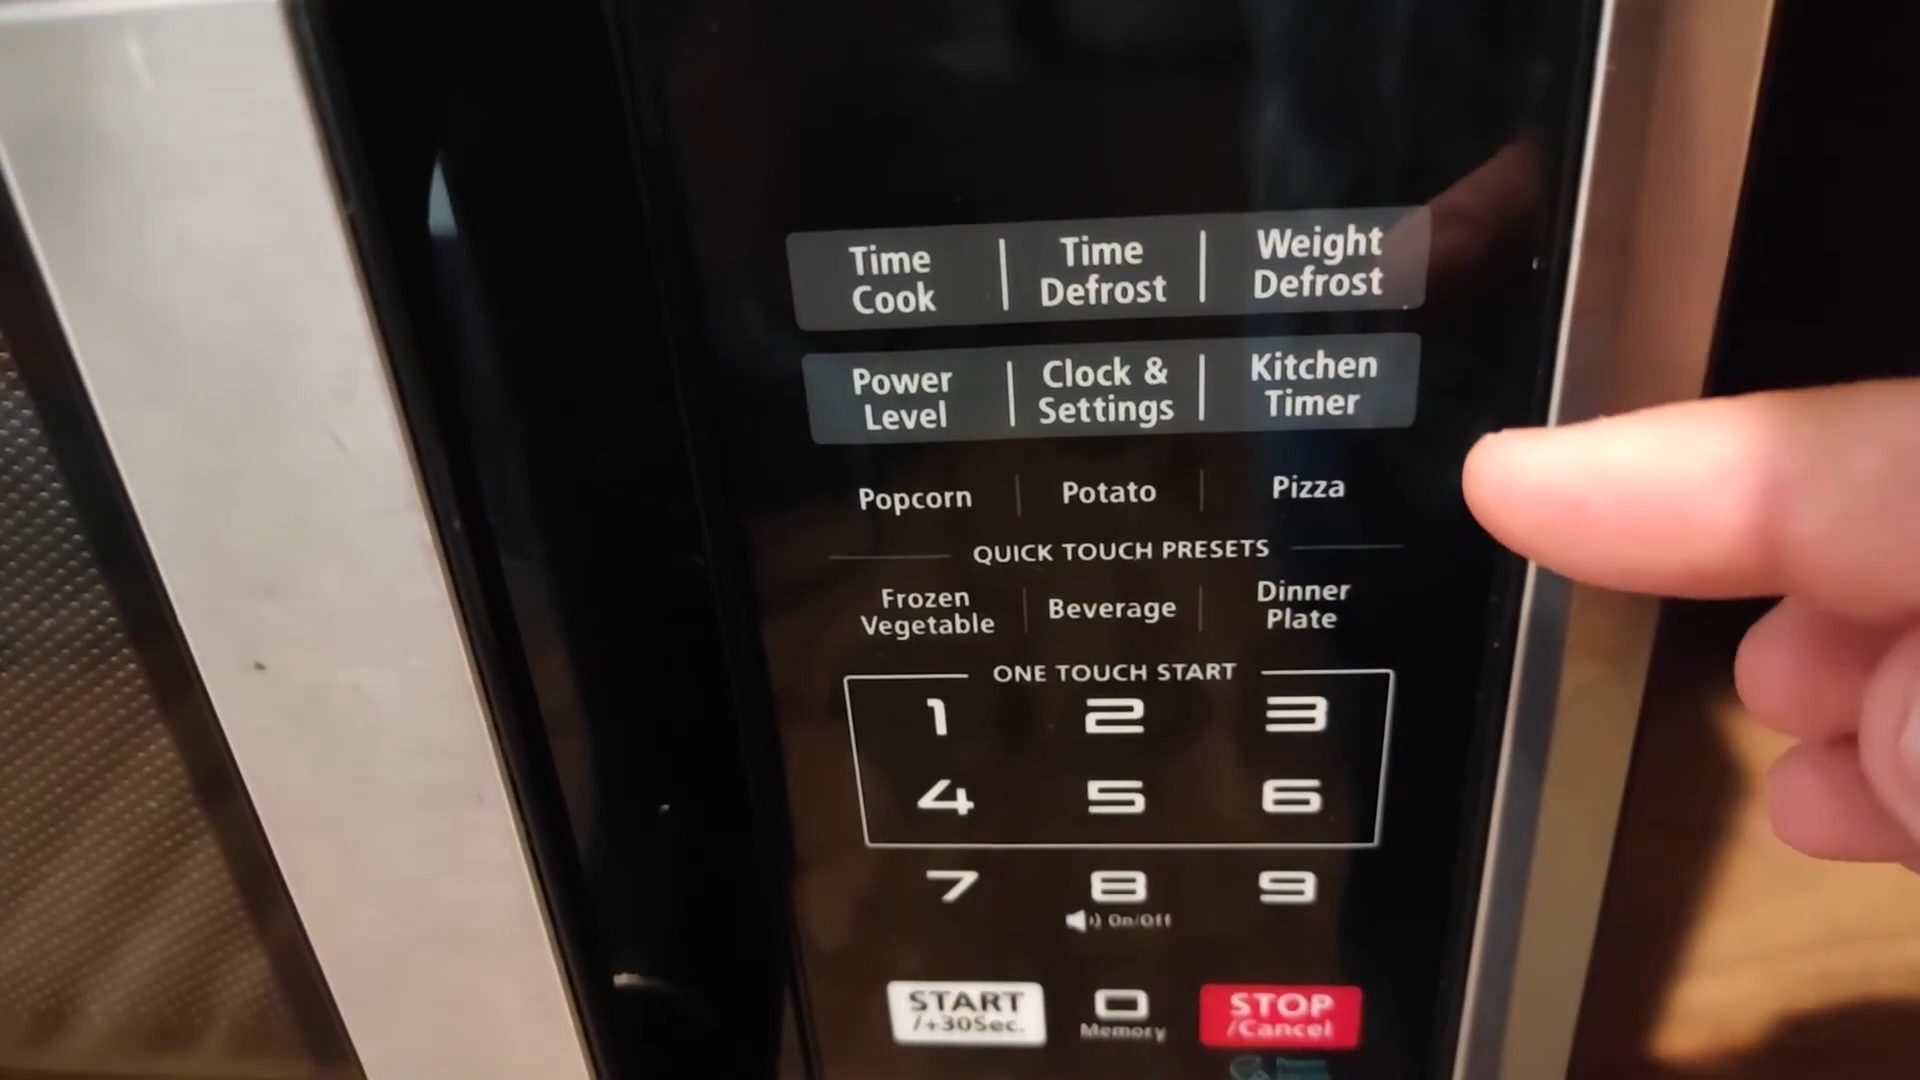 Time Cook
Time Defrost
Weight Defrost
Power Level
Clock & Settings
Kitchen Timer
Popcorn
Potato
Pizza
QUICK TOUCH PRESETS
Frozen Vegetable
Beverage
Dinner Plate
ONE TOUCH START
1 2 3
4 5 6
7 8 9
On/Off
START /+30Sec.
0 Memory
STOP /Cancel